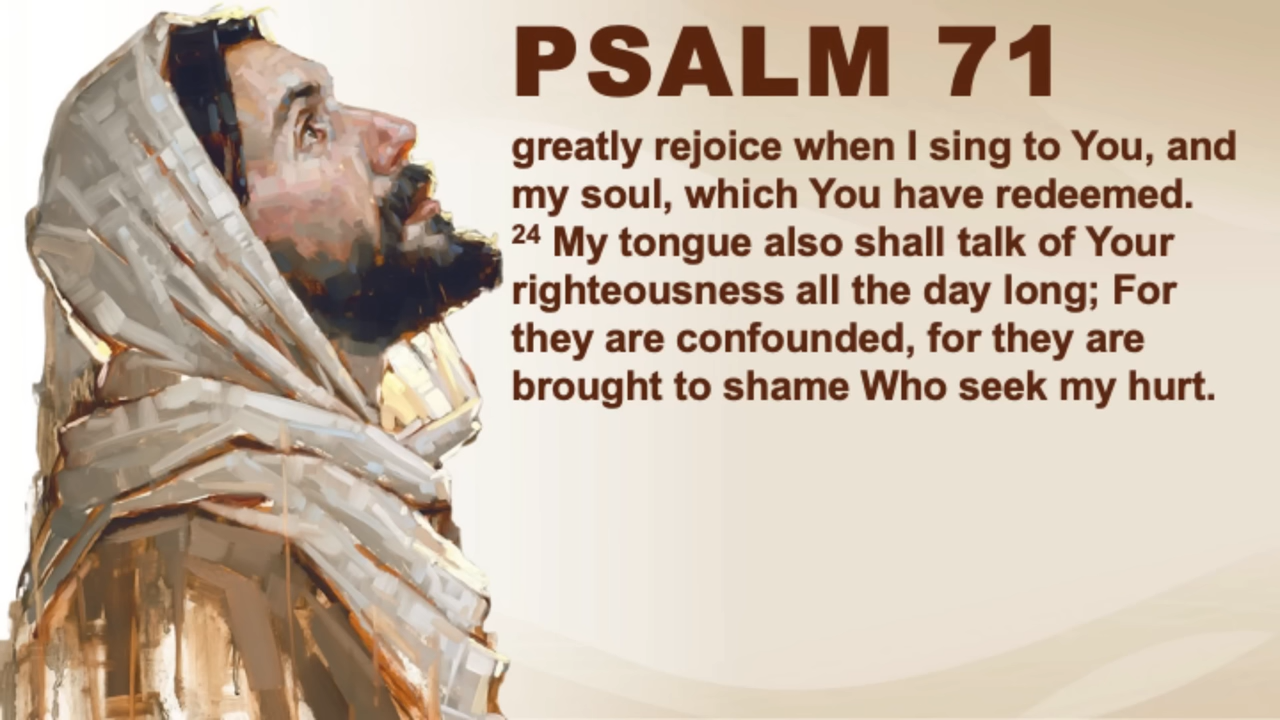 PSALM 71
greatly rejoice when I sing to You, and
my soul, which You have redeemed.
24 My tongue also shall talk of Your
righteousness all the day long; For
they are confounded, for they are
brought to shame Who seek my hurt.